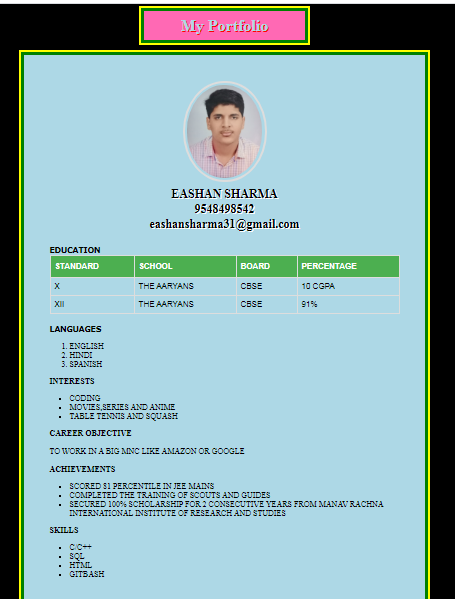 My Portfolio
EASHAN SHARMA
9548498542
eashansharma31@gmail.com
EDUCATION
STANDARD SCHOOL BOARD PERCENTAGE
X THE AARYANS CBSE 10 CGPA
XII THE AARYANS CBSE 91%
LANGUAGES
1. ENGLISH
2. HINDI
3. SPANISH
INTERESTS
• CODING
• MOVIES,SERIES AND ANIME
• TABLE TENNIS AND SQUASH
CAREER OBJECTIVE
TO WORK IN A BIG MNC LIKE AMAZON OR GOOGLE
ACHIEVEMENTS
• SCORED 81 PERCENTILE IN JEE MAINS
• COMPLETED THE TRAINING OF SCOUTS AND GUIDES
• SECURED 100% SCHOLARSHIP FOR 2 CONSECUTIVE YEARS FROM MANAV RACHNA
INTERNATIONAL INSTITUTE OF RESEARCH AND STUDIES
SKILLS
• C/C++
• SQL
• HTML
• GITBASH